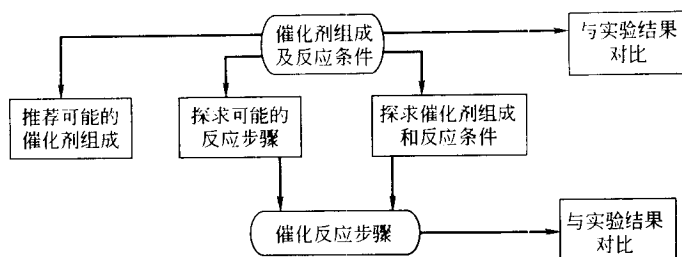 催化剂组成
及反应条件
与实验结果
对比
推荐可能的
催化剂组成
探求可能的
反应步骤
探求催化剂组成
和反应条件
催化反应步骤
与实验结果
对比